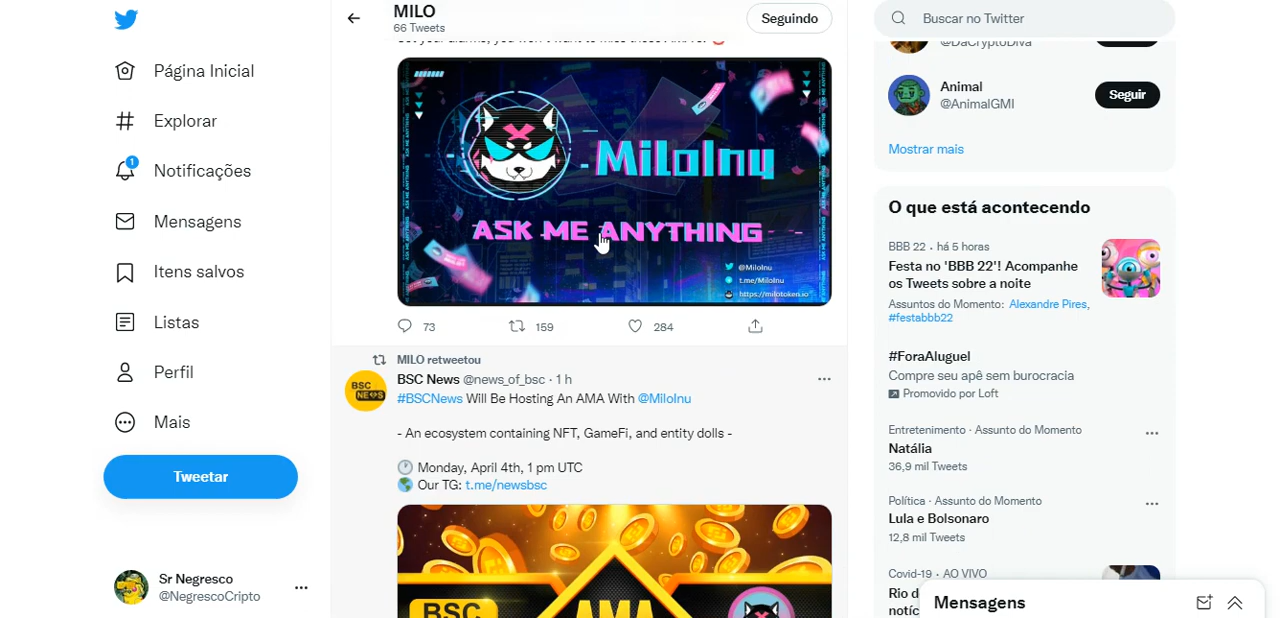 Página Inicial
Explorar
1
Notificações
Mensagens
Itens salvos
Listas
Perfil
Mais
Tweetar
Sr Negresco
@NegrescoCripto
MILO
66 Tweets
Seguindo
MiloInu
ASK ME ANYTHING
@MiloInu
t.me/MiloInu
https://milotoken.io
73
159
284
MILO retweetou
BSC News @news_of_bsc · 1 h
#BSCNews Will Be Hosting An AMA With @MiloInu
- An ecosystem containing NFT, GameFi, and entity dolls -
Monday, April 4th, 1 pm UTC
Our TG: t.me/newsbsc
BSC
NEWS
BSC
AMA
Buscar no Twitter
@DaCryptoDiva
Animal
@AnimalGMI
Seguir
Mostrar mais
O que está acontecendo
BBB 22 · há 5 horas
Festa no 'BBB 22'! Acompanhe
os Tweets sobre a noite
Assuntos do Momento: Alexandre Pires,
#festabbb22
#ForaAluguel
Compre seu apê sem burocracia
Promovido por Loft
Entretenimento · Assunto do Momento
Natália
36,9 mil Tweets
Política · Assunto do Momento
Lula e Bolsonaro
12,8 mil Tweets
Covid-19 · AO VIVO
Mensagens